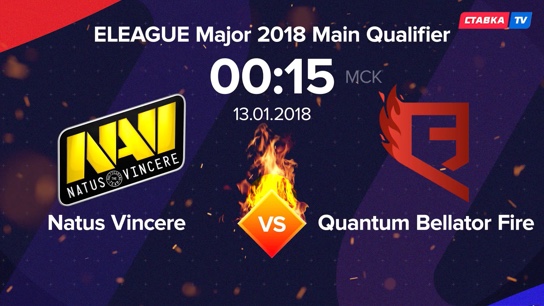 СТАВКА TV
ELEAGUE Major 2018 Main Qualifier
00:15 МСК
13.01.2018
NAVI
NATUS VINCERE
Natus Vincere
VS
Quantum Bellator Fire